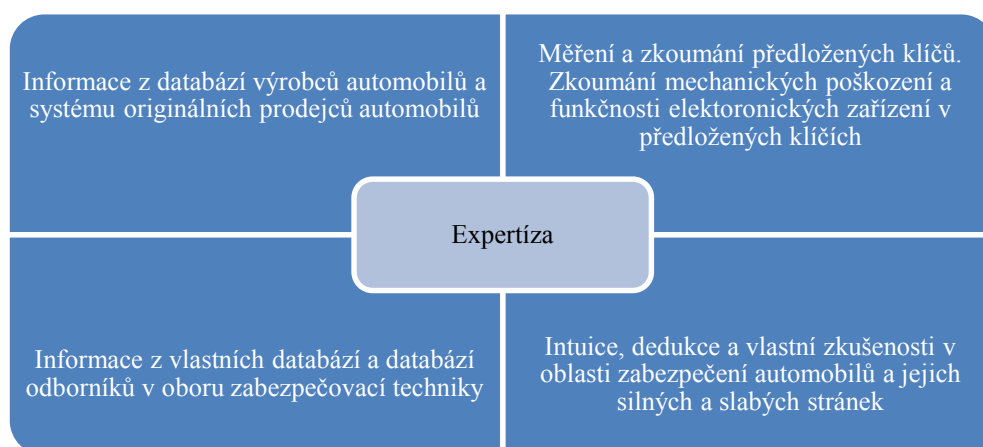 Informace z databází výrobců automobilů a
systému originálních prodejců automobilů
Měření a zkoumání předložených klíčů.
Zkoumání mechanických poškození a
funkčnosti elektoronických zařízení v
předložených klíčích
Expertíza
Informace z vlastních databází a databází
odborníků v oboru zabezpečovací techniky
Intuice, dedukce a vlastní zkušenosti v
oblasti zabezpečení automobilů a jejich
silných a slabých stránek